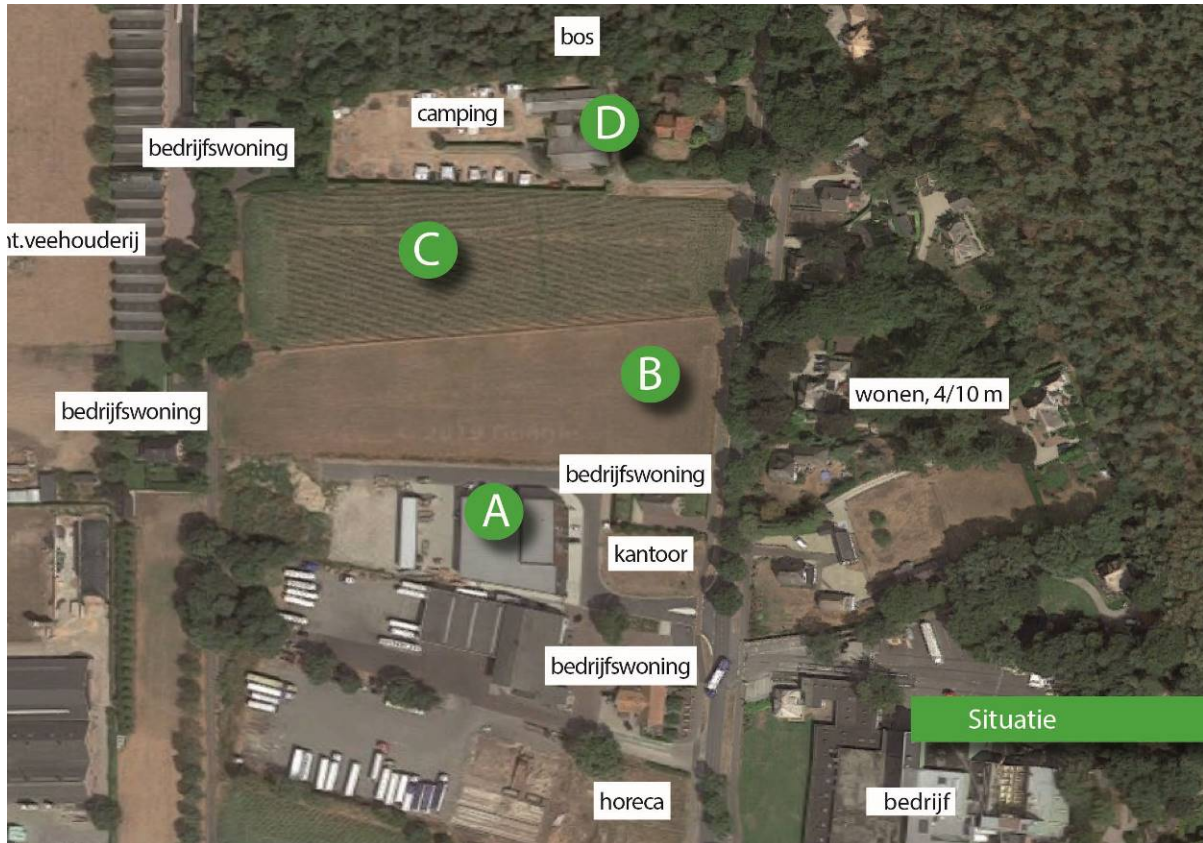 bos
camping
D
bedrijfswoning
nt.veehouderij
C
B
wonen, 4/10 m
bedrijfswoning
bedrijfswoning
A
kantoor
bedrijfswoning
Situatie
horeca
bedrijf